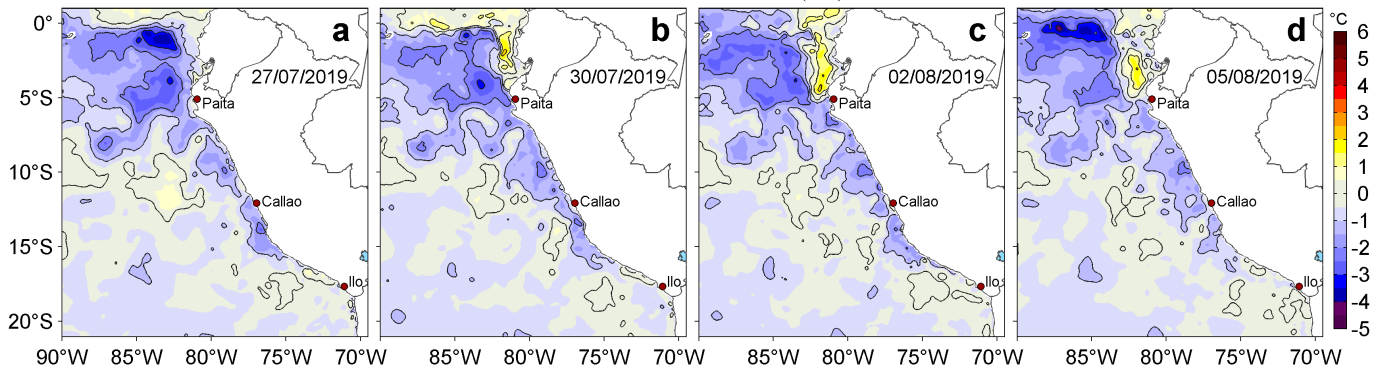 a
27/07/2019
Paita
Callao
Ilo
b
30/07/2019
Paita
Callao
Ilo
c
02/08/2019
Paita
Callao
Ilo
d
05/08/2019
Paita
Callao
Ilo
0°
5°S
10°S
15°S
20°S
90°W 85°W 80°W 75°W 70°W
85°W 80°W 75°W 70°W
85°W 80°W 75°W 70°W
85°W 80°W 75°W 70°W
°C
6
5
4
3
2
1
0
-1
-2
-3
-4
-5